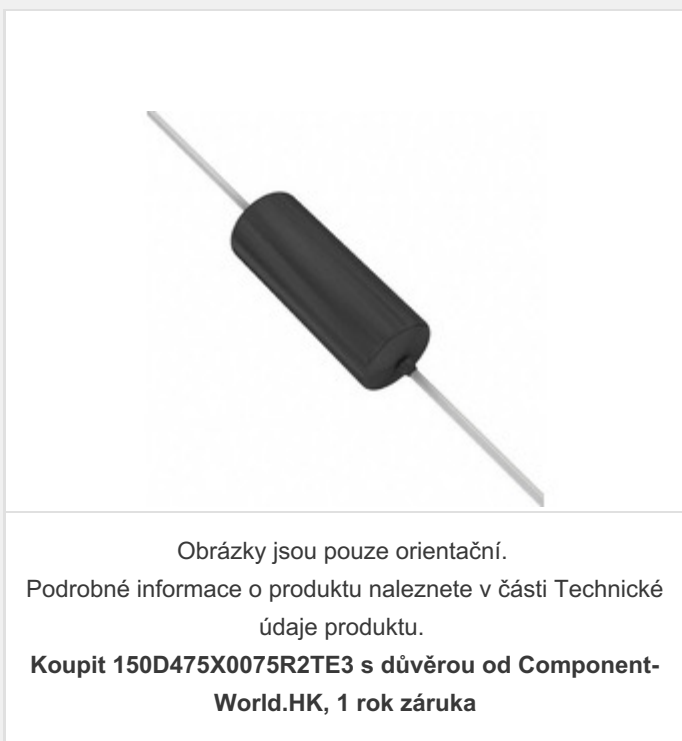 Obrázky jsou pouze orientační.
Podrobné informace o produktu naleznete v části Technické
údaje produktu.
Koupit 150D475X0075R2TE3 s důvěrou od Component-
World.HK, 1 rok záruka